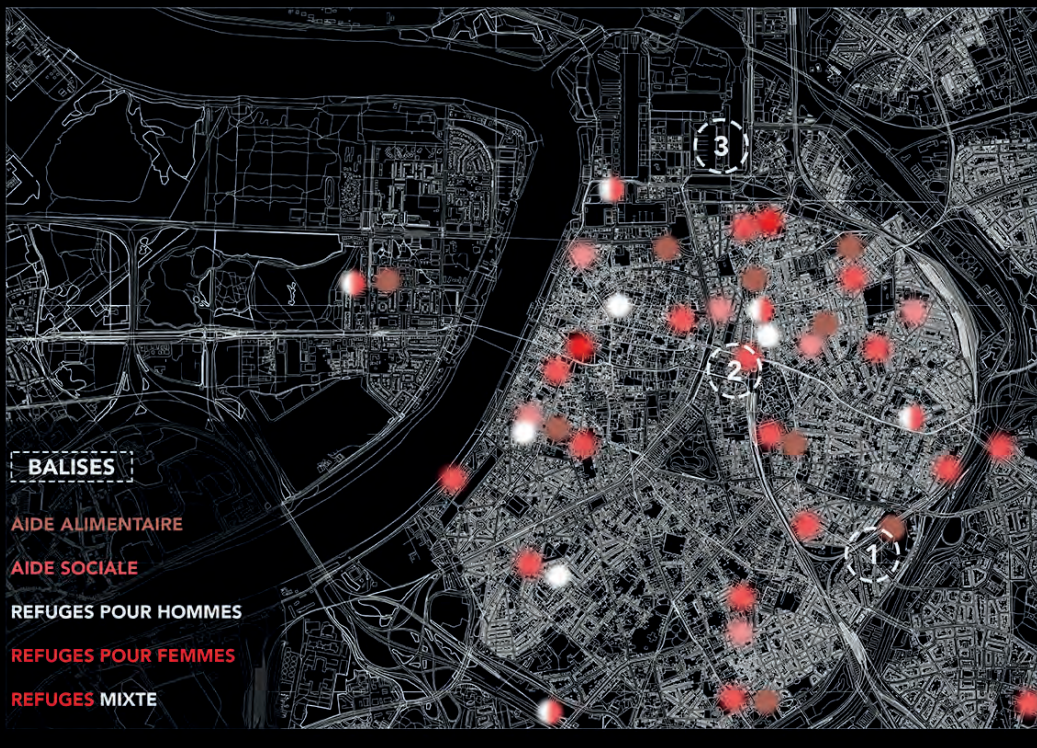 3
2
1
BALISES
AIDE ALIMENTAIRE
AIDE SOCIALE
REFUGES POUR HOMMES
REFUGES POUR FEMMES
REFUGES MIXTE